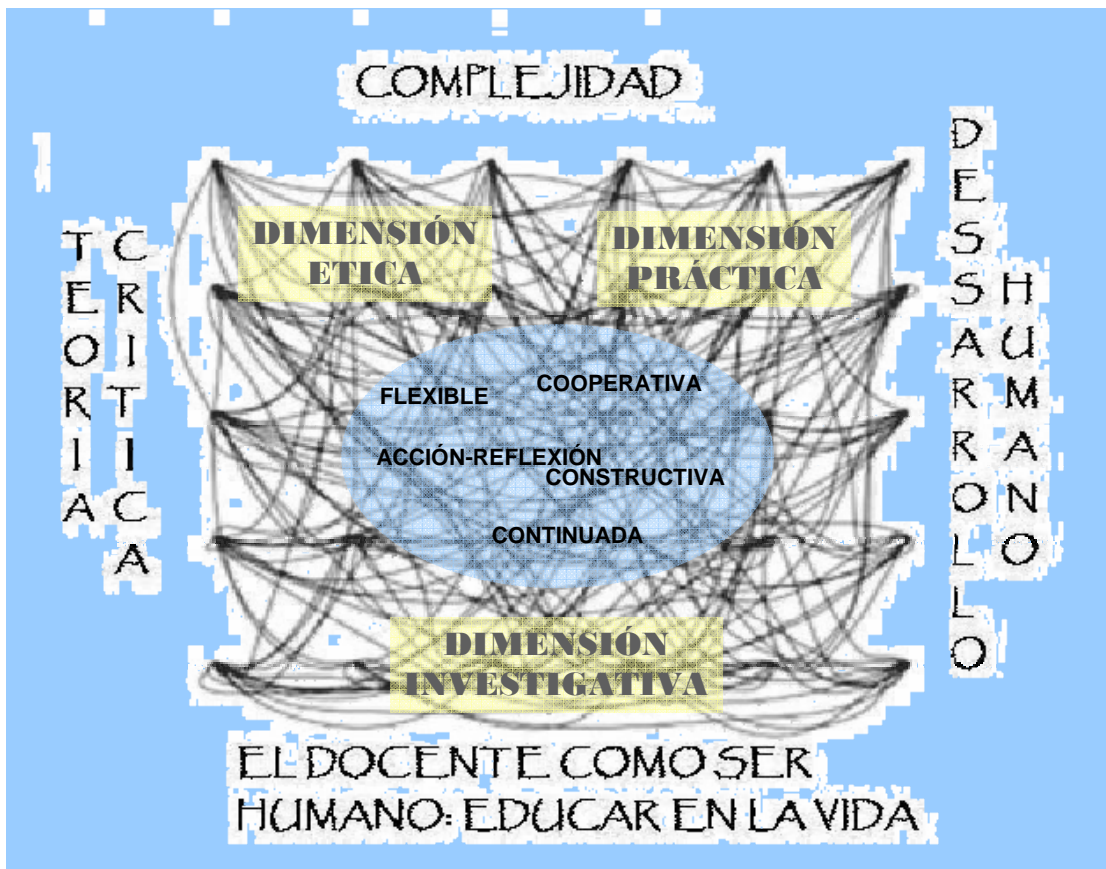 COMPLEJIDAD
TEORIA
CRITICA
DIMENSIÓN
ETICA
DIMENSIÓN
PRÁCTICA
FLEXIBLE
COOPERATIVA
ACCIÓN-REFLEXIÓN
CONSTRUCTIVA
CONTINUADA
DIMENSIÓN
INVESTIGATIVA
DESSARROLLO
HUMANO
EL DOCENTE COMO SER
HUMANO: EDUCAR EN LA VIDA